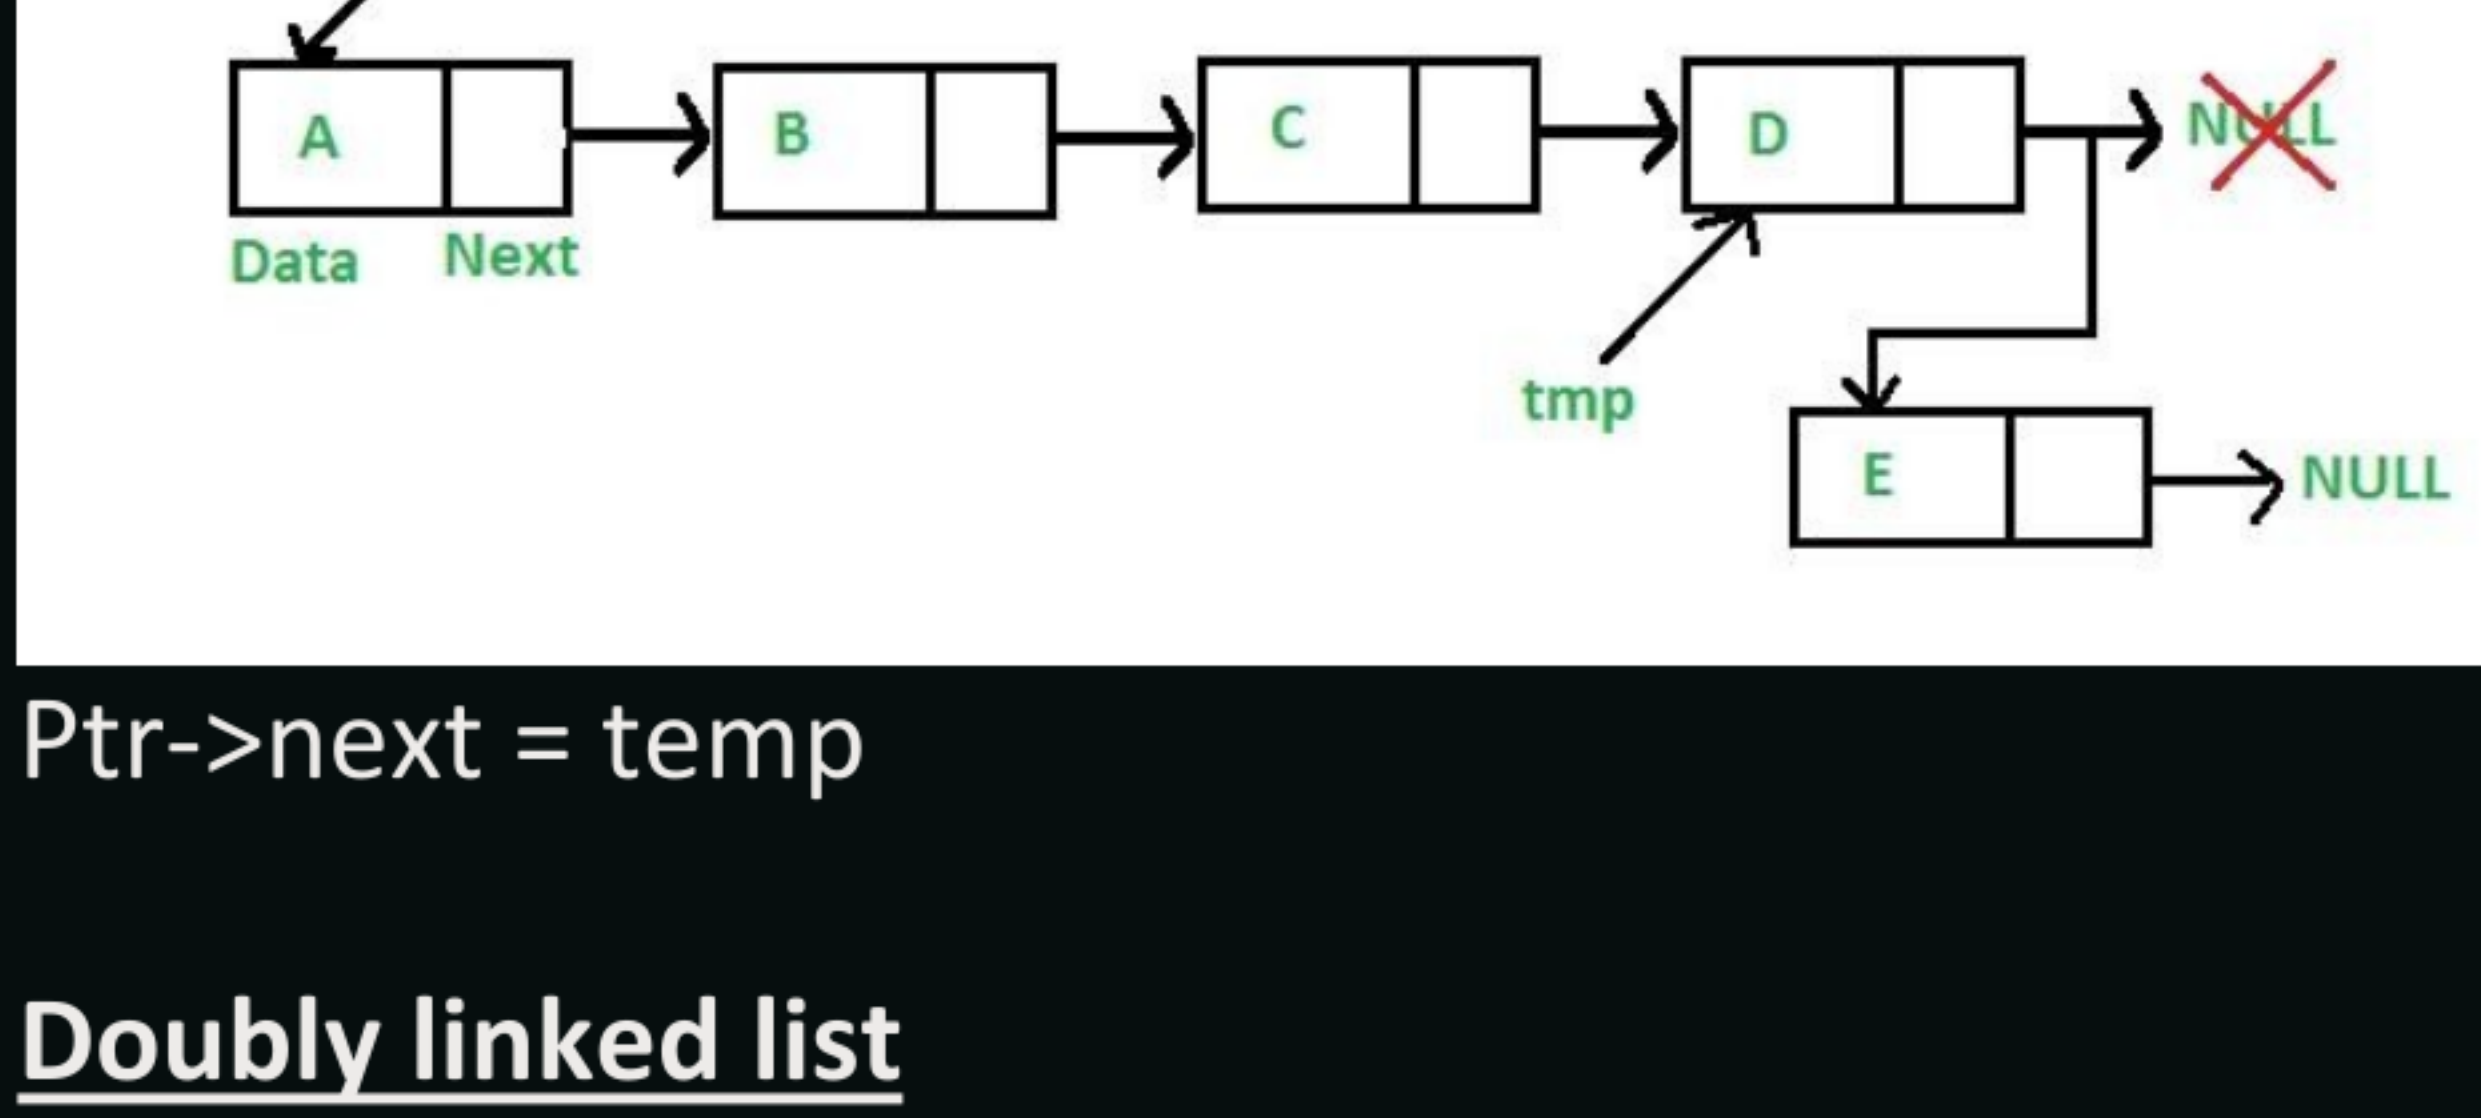 A B C D NULL
Data Next
tmp
E NULL
Ptr->next = temp
Doubly linked list